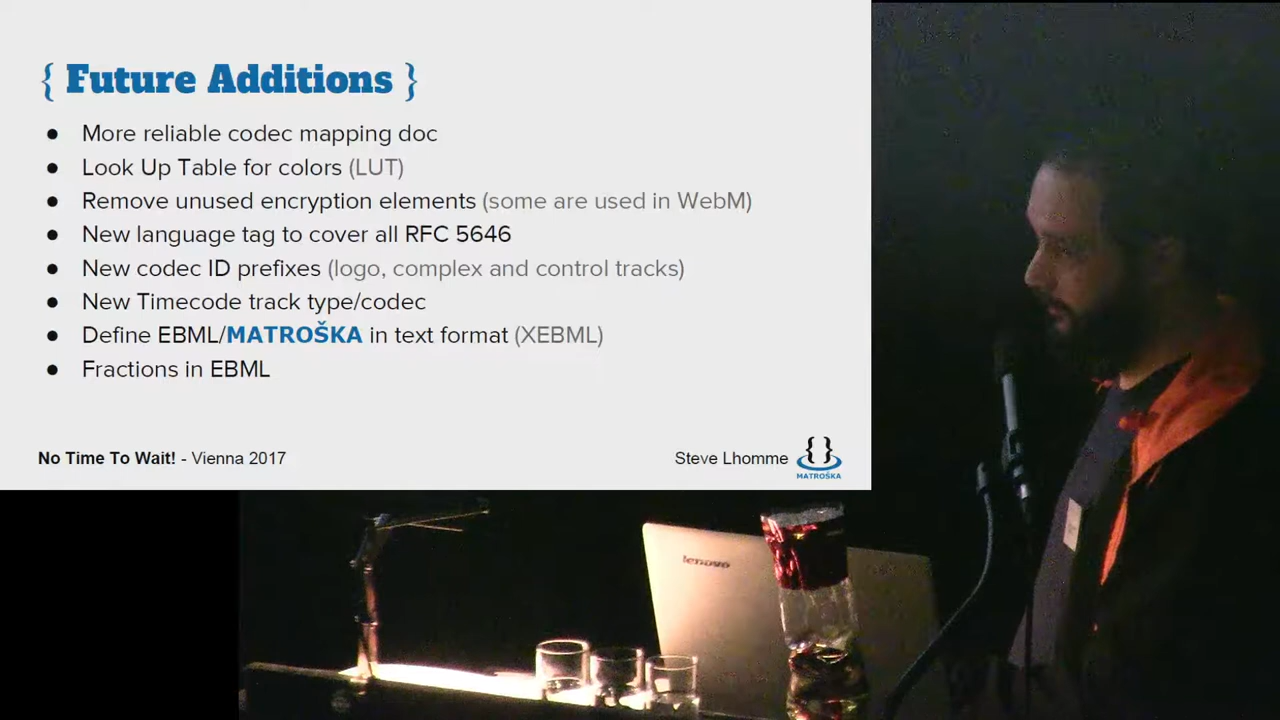 { Future Additions }
● More reliable codec mapping doc
● Look Up Table for colors (LUT)
● Remove unused encryption elements (some are used in WebM)
● New language tag to cover all RFC 5646
● New codec ID prefixes (logo, complex and control tracks)
● New Timecode track type/codec
● Define EBML/MATROŠKA in text format (XEBML)
● Fractions in EBML
No Time To Wait! - Vienna 2017
Steve Lhomme
{}
MATROŠKA
lenovo